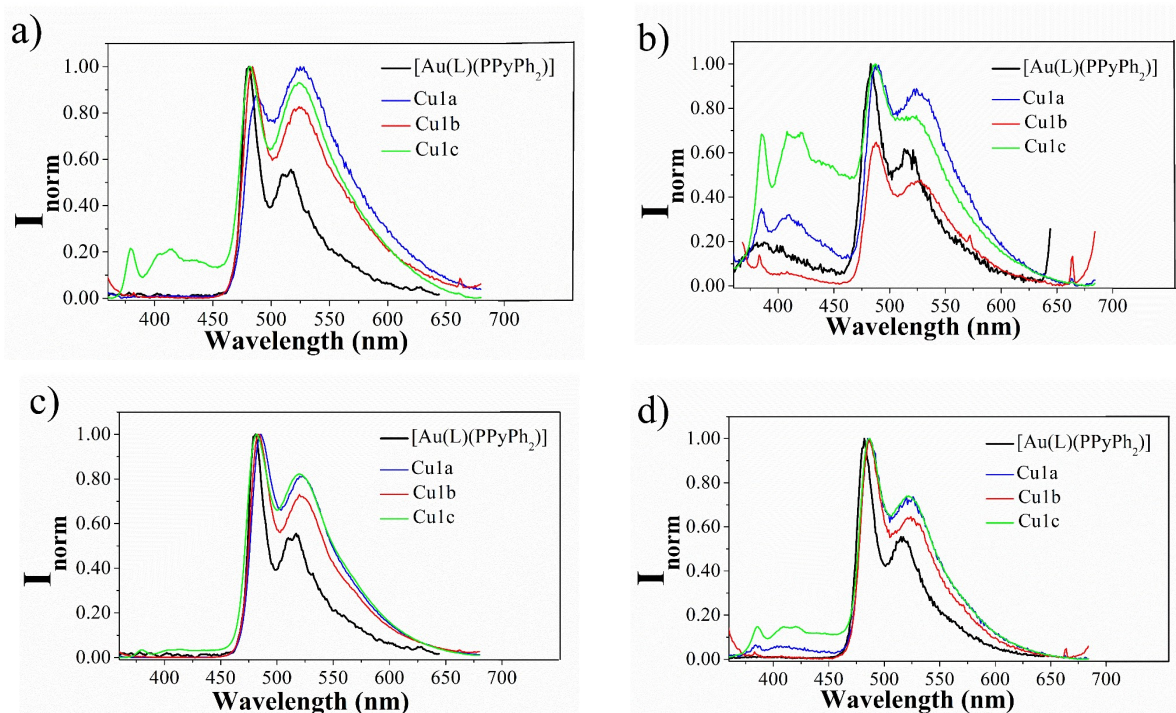 a)
1.00
0.80
0.60
0.40
0.20
0.00
I norm
[Au(L)(PPyPh₂)]
Cu1a
Cu1b
Cu1c
400 450 500 550 600 650 700
Wavelength (nm)
b)
1.00
0.80
0.60
0.40
0.20
0.00
I norm
[Au(L)(PPyPh₂)]
Cu1a
Cu1b
Cu1c
400 450 500 550 600 650 700
Wavelength (nm)
c)
1.00
0.80
0.60
0.40
0.20
0.00
I norm
[Au(L)(PPyPh₂)]
Cu1a
Cu1b
Cu1c
400 450 500 550 600 650 700
Wavelength (nm)
d)
1.00
0.80
0.60
0.40
0.20
0.00
I norm
[Au(L)(PPyPh₂)]
Cu1a
Cu1b
Cu1c
400 450 500 550 600 650 700
Wavelength (nm)